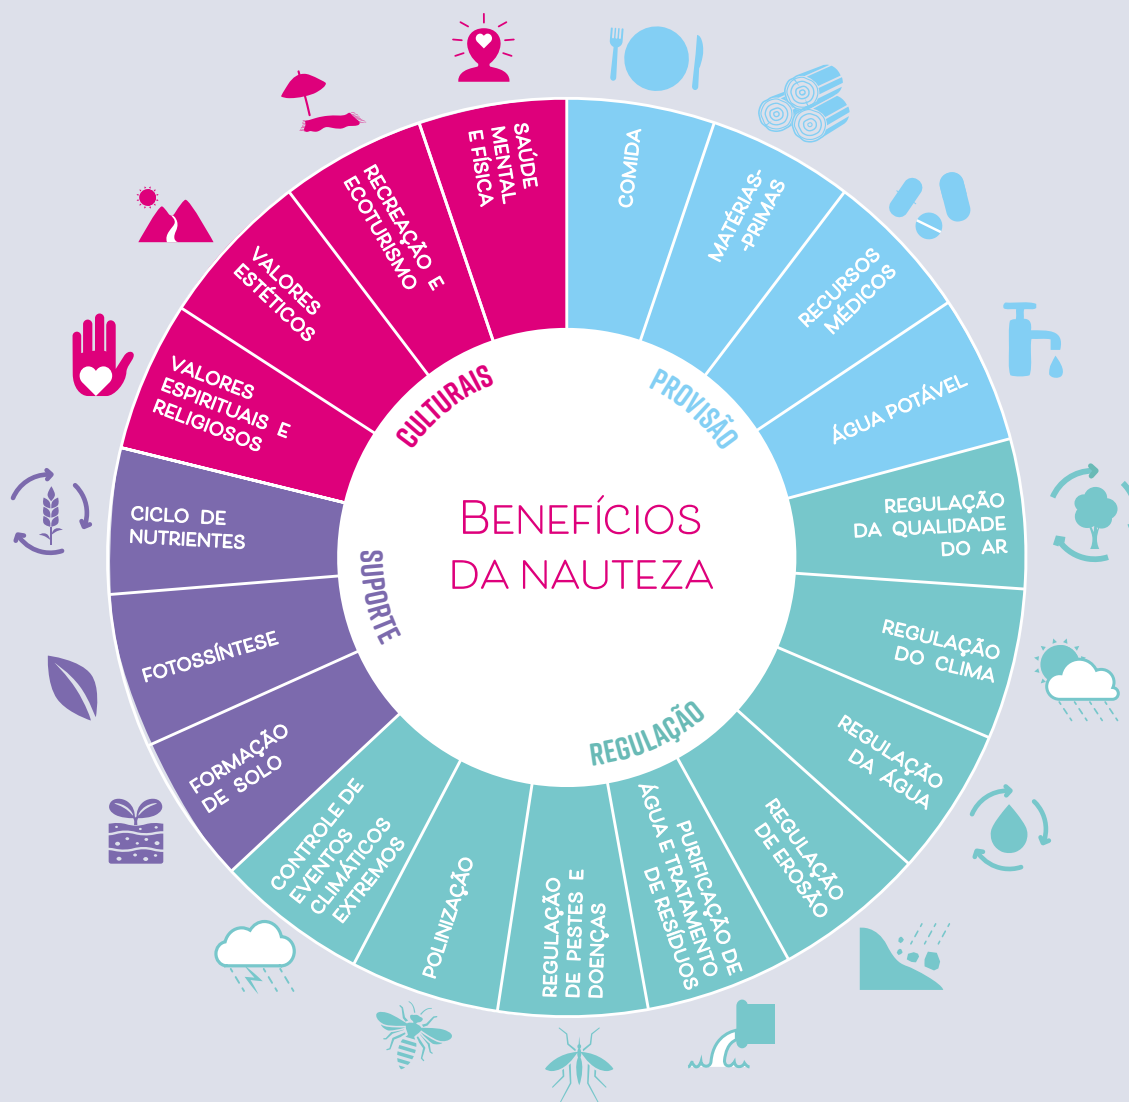 BENEFÍCIOS
DA NAUTEZA
PROVISÃO
COMIDA
MATÉRIAS-
-PRIMAS
RECURSOS
MÉDICOS
ÁGUA POTÁVEL
REGULAÇÃO
REGULAÇÃO
DA QUALIDADE
DO AR
REGULAÇÃO
DO CLIMA
REGULAÇÃO
DA ÁGUA
REGULAÇÃO
DE EROSÃO
PURIFICAÇÃO DE
ÁGUA E TRATAMENTO
DE RESÍDUOS
REGULAÇÃO
DE PESTES E
DOENÇAS
POLINIZAÇÃO
CONTROLE DE
EVENTOS
CLIMÁTICOS
EXTREMOS
SUPORTE
FORMAÇÃO
DE SOLO
FOTOSSÍNTESE
CICLO DE
NUTRIENTES
CULTURAIS
VALORES
ESPIRITUAIS E
RELIGIOSOS
VALORES
ESTÉTICOS
RECREAÇÃO E
ECOTURISMO
SAÚDE
MENTAL
E FÍSICA